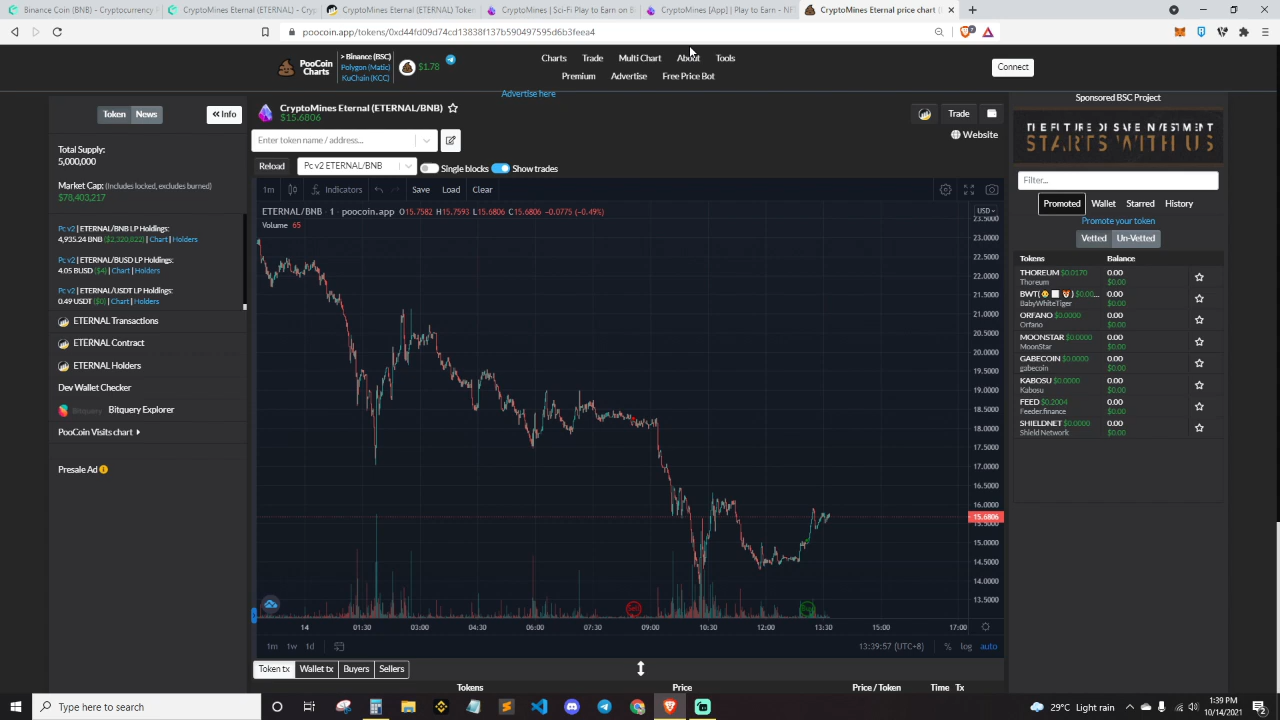 Binance Coin (BNB) - Cryptocurrency
CryptoMines Eternal (ETERNAL) - Cry
CryptoMines Eternal (ETERNAL) Token
CryptoMines | Sci-Fi Play to Earn on B
CryptoMines [App] | Play to Earn - NFT
CryptoMines Eternal price chart (
poocoin.app/tokens/0xd44fd09d74cd13838f137b590497595d6b3feea4
PooCoin
Charts
> Binance (BSC)
Polygon (Matic)
KuChain (KCC)
$1.78
Charts
Trade
Multi Chart
About
Tools
Premium
Advertise
Free Price Bot
Connect
Advertise here
Token
News
Info
Total Supply:
5,000,000
Market Cap: (Includes locked, excludes burned)
$78,403,217
Pc v2 | ETERNAL/BNB LP Holdings:
4,935.24 BNB ($2,320,822) | Chart | Holders
Pc v2 | ETERNAL/BUSD LP Holdings:
4.05 BUSD ($4) | Chart | Holders
Pc v2 | ETERNAL/USDT LP Holdings:
0.49 USDT ($0) | Chart | Holders
ETERNAL Transactions
ETERNAL Contract
ETERNAL Holders
Dev Wallet Checker
Bitquery Bitquery Explorer
PooCoin Visits chart
Presale Ad
CryptoMines Eternal (ETERNAL/BNB)
$15.6806
Trade
Enter token name / address...
Website
Reload
Pc v2 ETERNAL/BNB
Single blocks
Show trades
1m
Indicators
Save
Load
Clear
ETERNAL/BNB · 1 · poocoin.app O15.7582 H15.7593 L15.6806 C15.6806 −0.0775 (−0.49%)
Volume 65
USD
23.5000
23.0000
22.5000
22.0000
21.5000
21.0000
20.5000
20.0000
19.5000
19.0000
18.5000
18.0000
17.5000
17.0000
16.5000
16.0000
15.6806
15.5000
15.0000
14.5000
14.0000
13.5000
14
01:30
03:00
04:30
06:00
07:30
09:00
10:30
12:00
13:30
15:00
17:00
1m
1w
1d
13:39:57 (UTC+8)
%
log
auto
Token tx
Wallet tx
Buyers
Sellers
Tokens
Price
Price / Token
Time
Tx
Sponsored BSC Project
THE FUTURE OF SAFE INVESTMENT
STARTS WITH US
Filter...
Promoted
Wallet
Starred
History
Promote your token
Vetted
Un-Vetted
Tokens
Balance
THOREUM $0.0170 0.00
Thoreum $0.00
BWT( ) $0.00... 0.00
BabyWhiteTiger $0.00
ORFANO $0.0000 0.00
Orfano $0.00
MOONSTAR $0.0000 0.00
MoonStar $0.00
GABECOIN $0.0000 0.00
gabecoin $0.00
KABOSU $0.0000 0.00
Kabosu $0.00
FEED $0.2004 0.00
Feeder.finance $0.00
SHIELDNET $0.0000 0.00
Shield Network $0.00
Type here to search
29°C Light rain
1:39 PM
10/14/2021